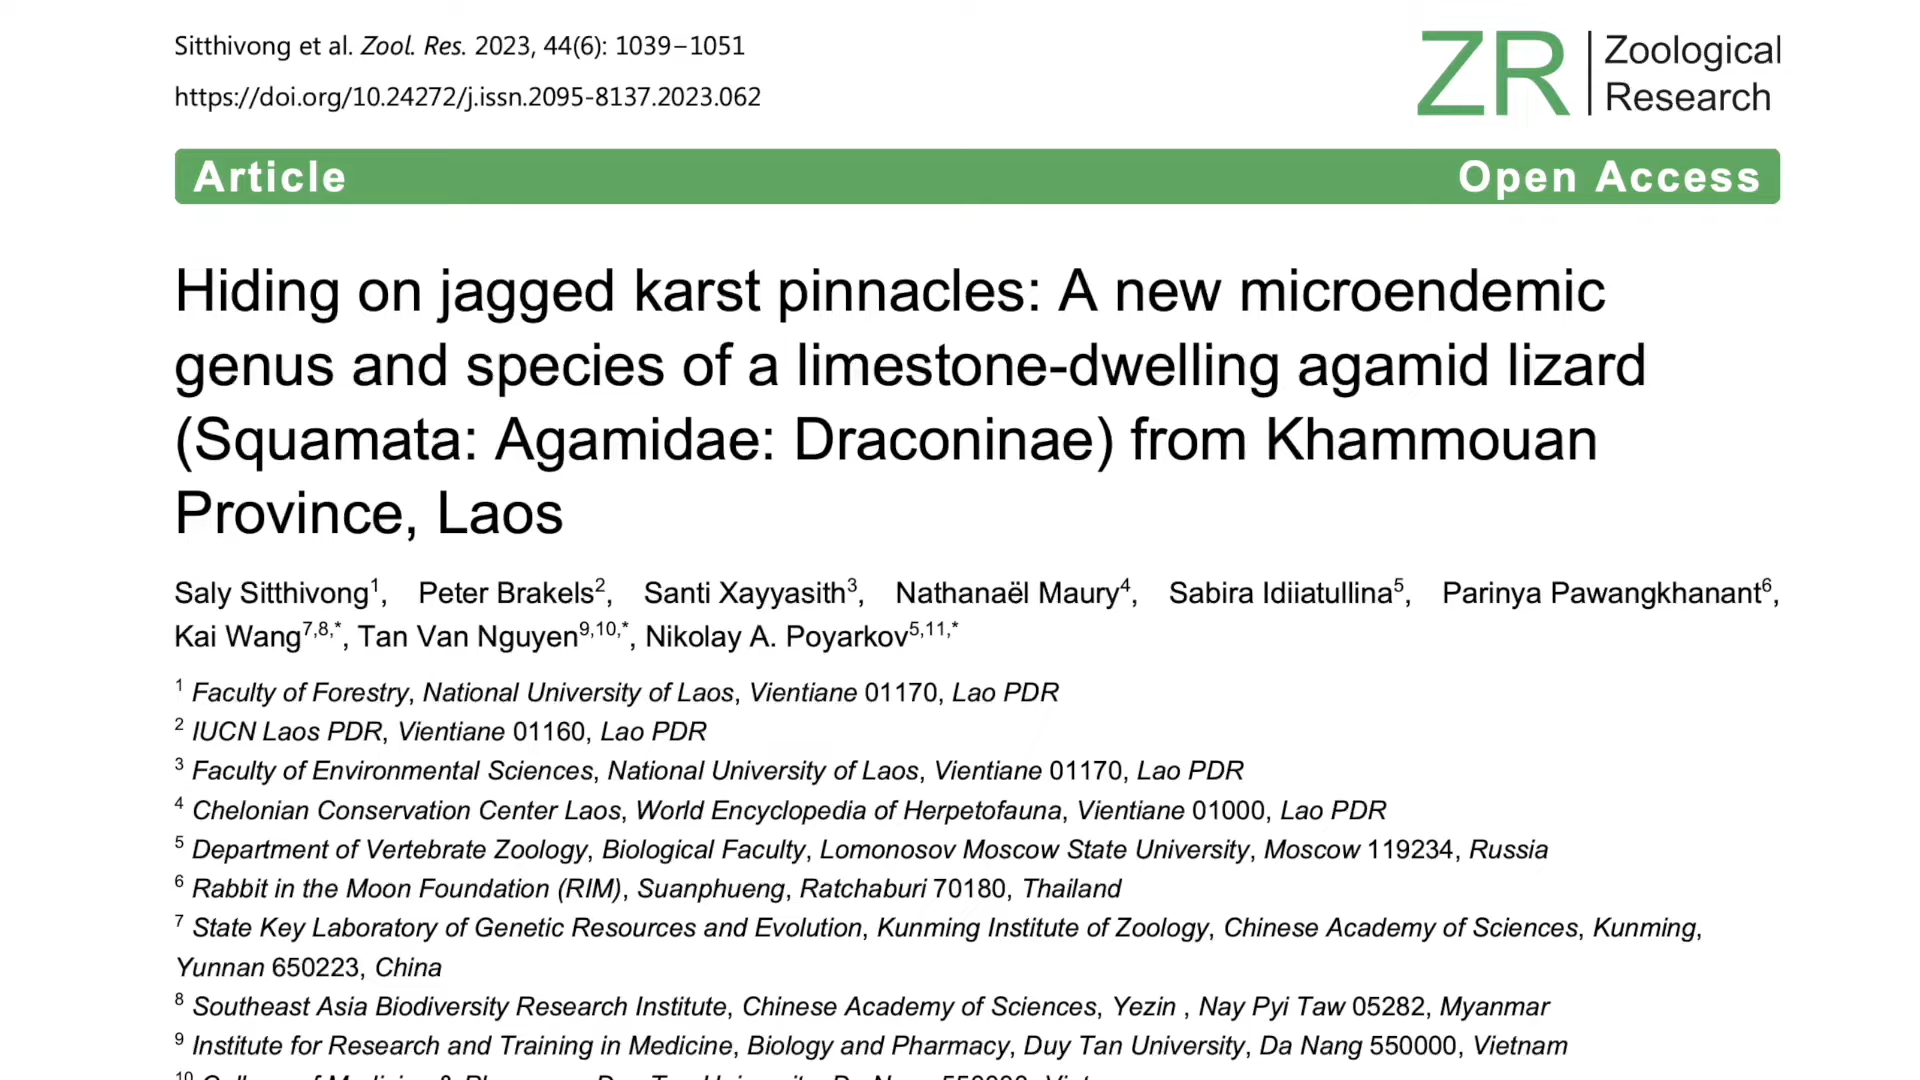 Sitthivong et al. Zool. Res. 2023, 44(6): 1039−1051
https://doi.org/10.24272/j.issn.2095-8137.2023.062
ZR Zoological
Research
Article Open Access
Hiding on jagged karst pinnacles: A new microendemic
genus and species of a limestone-dwelling agamid lizard
(Squamata: Agamidae: Draconinae) from Khammouan
Province, Laos
Saly Sitthivong1, Peter Brakels2, Santi Xayyasith3, Nathanaël Maury4, Sabira Idiiatullina5, Parinya Pawangkhanant6,
Kai Wang7,8,*, Tan Van Nguyen9,10,*, Nikolay A. Poyarkov5,11,*
1 Faculty of Forestry, National University of Laos, Vientiane 01170, Lao PDR
2 IUCN Laos PDR, Vientiane 01160, Lao PDR
3 Faculty of Environmental Sciences, National University of Laos, Vientiane 01170, Lao PDR
4 Chelonian Conservation Center Laos, World Encyclopedia of Herpetofauna, Vientiane 01000, Lao PDR
5 Department of Vertebrate Zoology, Biological Faculty, Lomonosov Moscow State University, Moscow 119234, Russia
6 Rabbit in the Moon Foundation (RIM), Suanphueng, Ratchaburi 70180, Thailand
7 State Key Laboratory of Genetic Resources and Evolution, Kunming Institute of Zoology, Chinese Academy of Sciences, Kunming,
Yunnan 650223, China
8 Southeast Asia Biodiversity Research Institute, Chinese Academy of Sciences, Yezin , Nay Pyi Taw 05282, Myanmar
9 Institute for Research and Training in Medicine, Biology and Pharmacy, Duy Tan University, Da Nang 550000, Vietnam